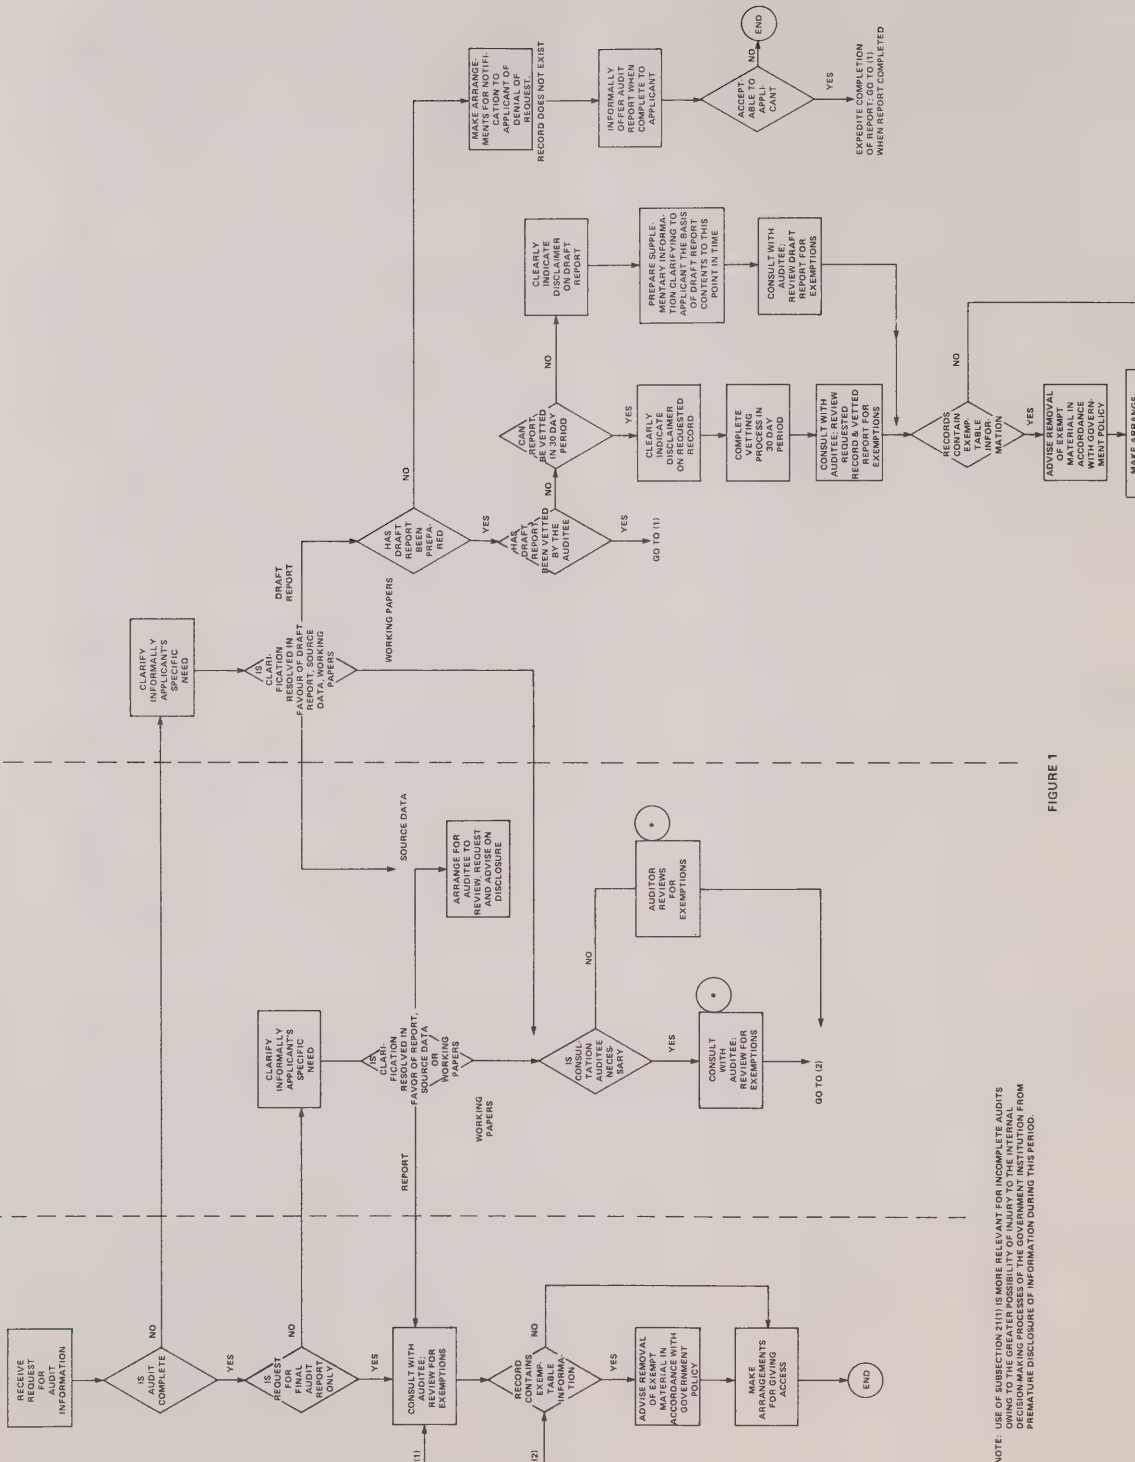 RECEIVE
REQUEST
FOR
AUDIT
INFORMATION
IS
AUDIT
COMPLETE
NO
YES
IS
REQUEST
FOR
FINAL
AUDIT
REPORT
ONLY
NO
YES
CONSULT WITH
AUDITEE;
REVIEW FOR
EXEMPTIONS
(1)
RECORD
CONTAINS
EXEMP-
TABLE
INFORMA-
TION
(2)
NO
YES
ADVISE REMOVAL
OF EXEMPT
MATERIAL IN
ACCORDANCE WITH
GOVERNMENT
POLICY
MAKE
ARRANGEMENTS
FOR GIVING
ACCESS
END
CLARIFY
INFORMALLY
APPLICANT'S
SPECIFIC
NEED
IS
CLARI-
FICATION
RESOLVED IN
FAVOR OF REPORT,
SOURCE DATA
OR
WORKING
PAPERS
REPORT
WORKING
PAPERS
SOURCE DATA
ARRANGE FOR
AUDITEE TO
REVIEW, REQUEST
AND ADVISE ON
DISCLOSURE
IS
CONSUL-
TATION
AUDITEE
NECES-
SARY
NO
YES
AUDITOR
REVIEWS
FOR
EXEMPTIONS
*
CONSULT
WITH
AUDITEE:
REVIEW FOR
EXEMPTIONS
*
GO TO (2)
CLARIFY
INFORMALLY
APPLICANT'S
SPECIFIC
NEED
IS
CLARI-
FICATION
RESOLVED IN
FAVOUR OF DRAFT
REPORT, SOURCE
DATA, WORKING
PAPERS
DRAFT
REPORT
WORKING PAPERS
HAS
DRAFT
REPORT
BEEN
PREPA-
RED
NO
YES
HAS
DRAFT
REPORT
BEEN VETTED
BY THE
AUDITEE
NO
YES
GO TO (1)
CAN
REPORT
BE VETTED
IN 30 DAY
PERIOD
NO
YES
CLEARLY
INDICATE
DISCLAIMER
ON REQUESTED
RECORD
COMPLETE
VETTING
PROCESS IN
30 DAY
PERIOD
CONSULT WITH
AUDITEE; REVIEW
REQUESTED
RECORD & VETTED
REPORT FOR
EXEMPTIONS
CLEARLY
INDICATE
DISCLAIMER
ON DRAFT
REPORT
PREPARE SUPPLE-
MENTARY INFORMA-
TION CLARIFYING TO
APPLICANT THE BASIS
OF DRAFT REPORT
CONTENTS TO THIS
POINT IN TIME
CONSULT WITH
AUDITEE;
REVIEW DRAFT
REPORT FOR
EXEMPTIONS
RECORDS
CONTAIN
EXEMP-
TABLE
INFOR-
MATION
NO
YES
ADVISE REMOVAL
OF EXEMPT
MATERIAL IN
ACCORDANCE
WITH GOVERN-
MENT POLICY
MAKE ARRANGE-
MAKE ARRANGE-
MENTS FOR NOTIFI-
CATION TO
APPLICANT OF
DENIAL OF
REQUEST.
RECORD DOES NOT EXIST
INFORMALLY
OFFER AUDIT
REPORT WHEN
COMPLETE TO
APPLICANT
ACCEPT-
ABLE TO
APPLI-
CANT
NO
END
YES
EXPEDITE COMPLETION
OF REPORT; GO TO (1)
WHEN REPORT COMPLETED
NOTE: USE OF SUBSECTION 21(1) IS MORE RELEVANT FOR INCOMPLETE AUDITS
OWING TO THE GREATER POSSIBILITY OF INJURY TO THE INTERNAL
DECISION-MAKING PROCESSES OF THE GOVERNMENT INSTITUTION FROM
PREMATURE DISCLOSURE OF INFORMATION DURING THIS PERIOD.
FIGURE 1